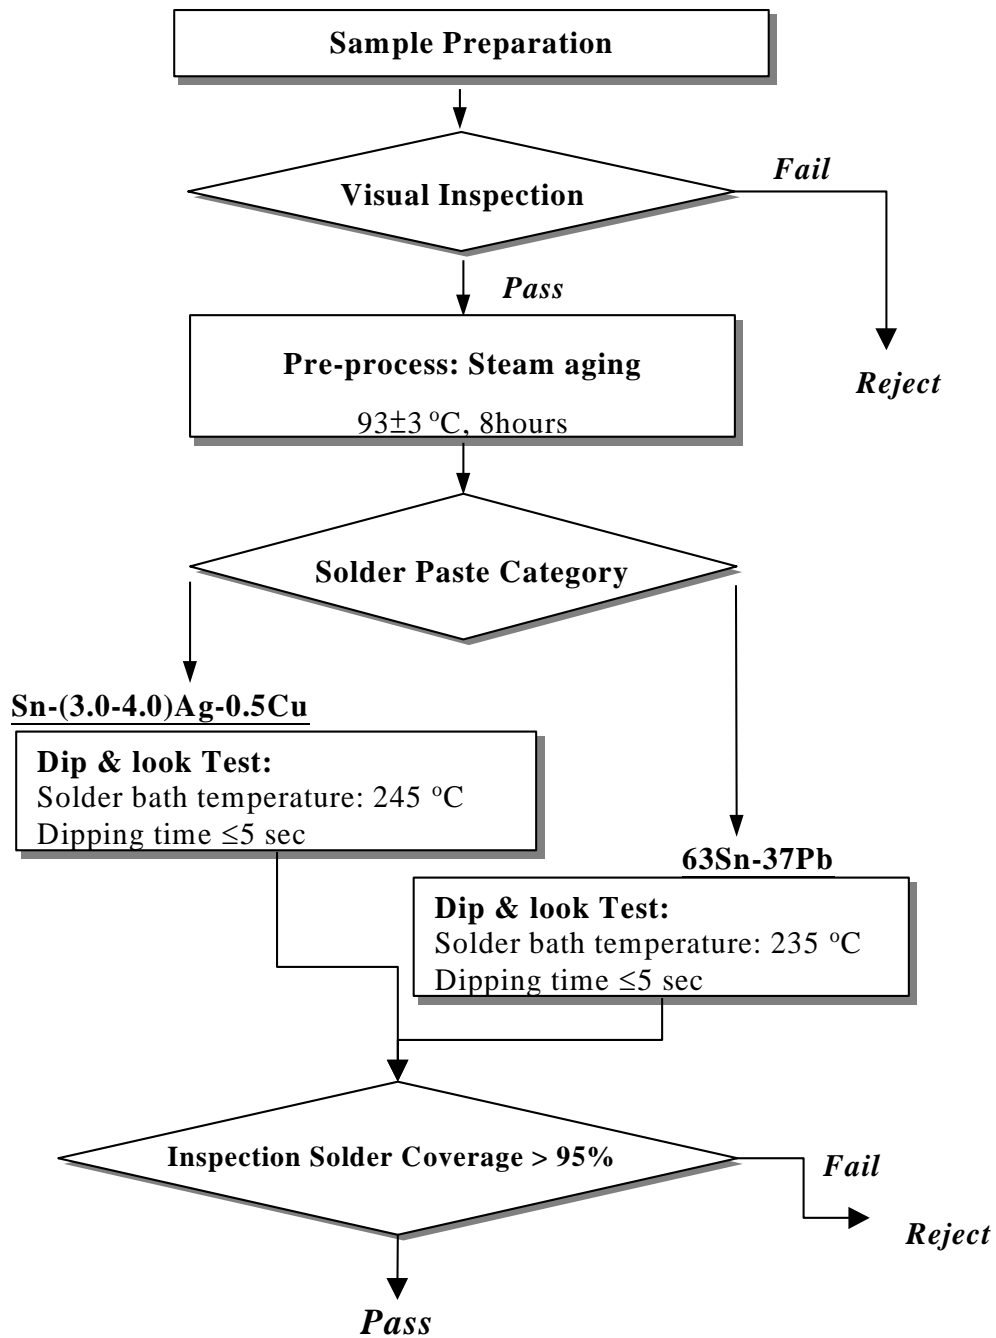 Sample Preparation
Fail
Visual Inspection
Pass
Pre-process: Steam aging
93±3 ºC, 8hours
Reject
Solder Paste Category
Sn-(3.0-4.0)Ag-0.5Cu
Dip & look Test:
Solder bath temperature: 245 ºC
Dipping time ≤5 sec
63Sn-37Pb
Dip & look Test:
Solder bath temperature: 235 ºC
Dipping time ≤5 sec
Inspection Solder Coverage > 95%
Fail
Reject
Pass